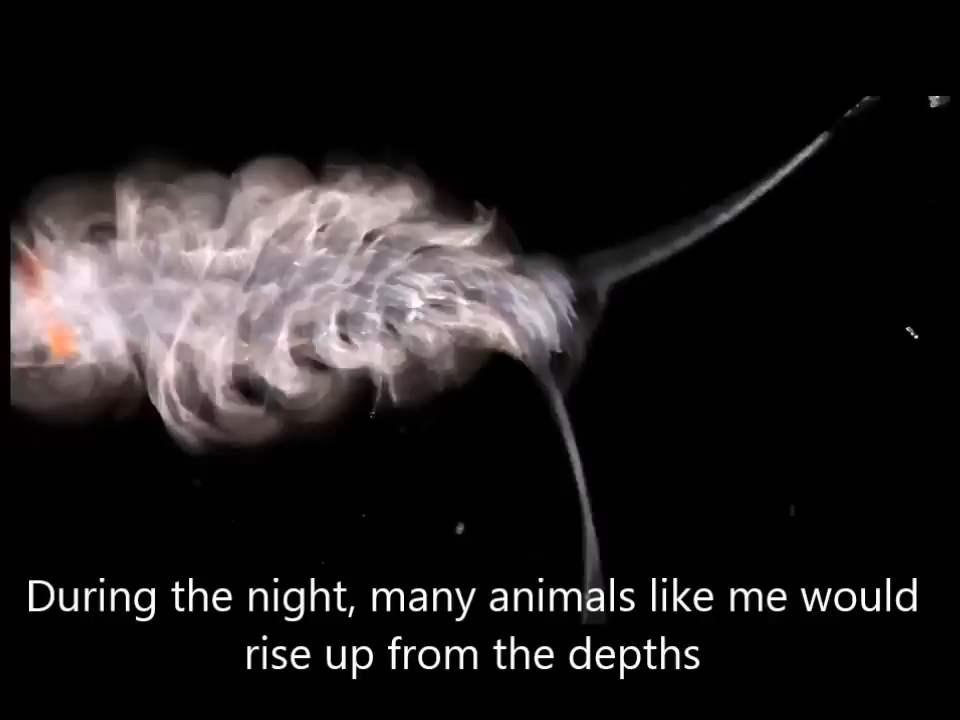 During the night, many animals like me would
rise up from the depths